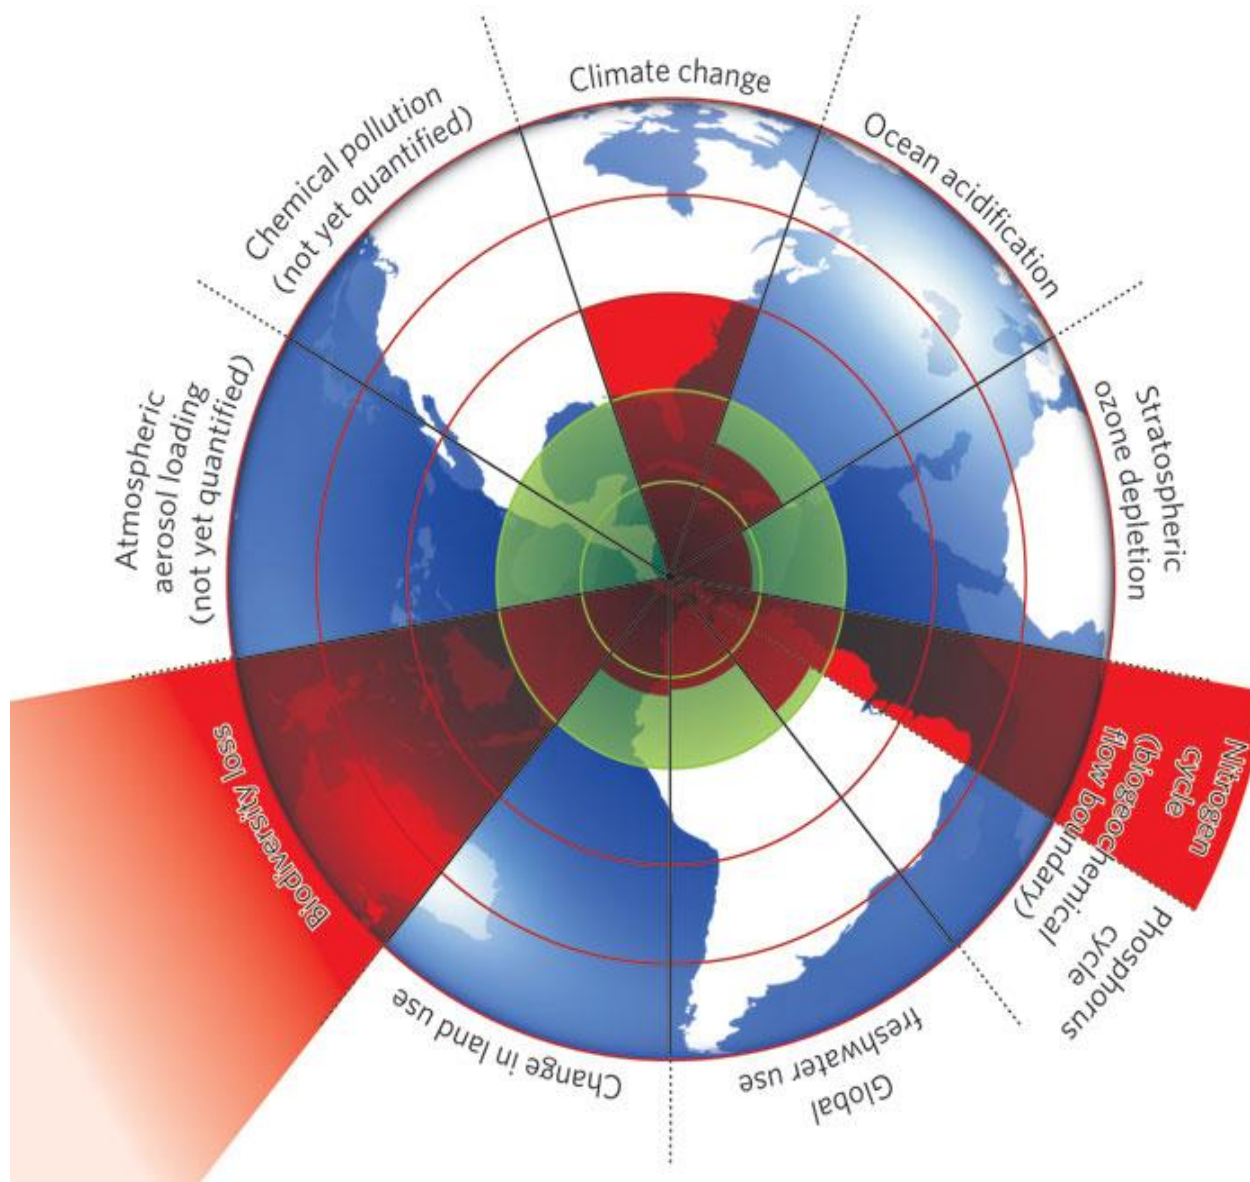 Climate change
Ocean acidification
Stratospheric
ozone depletion
Nitrogen
cycle
(biogeochemical
flow boundary)
Phosphorus
cycle
Global
freshwater use
Change in land use
Biodiversity loss
Atmospheric
aerosol loading
(not yet quantified)
Chemical pollution
(not yet quantified)